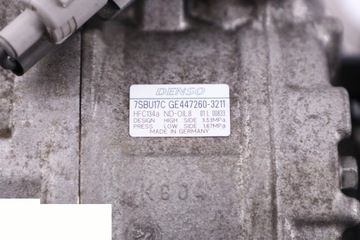 DENSO
7SBU17C GE447260-3211
HFC134a ND-OIL8
DESIGN HIGH SIDE 3.53MPa
PRESS LOW SIDE 1.67MPa
MADE IN GERMANY